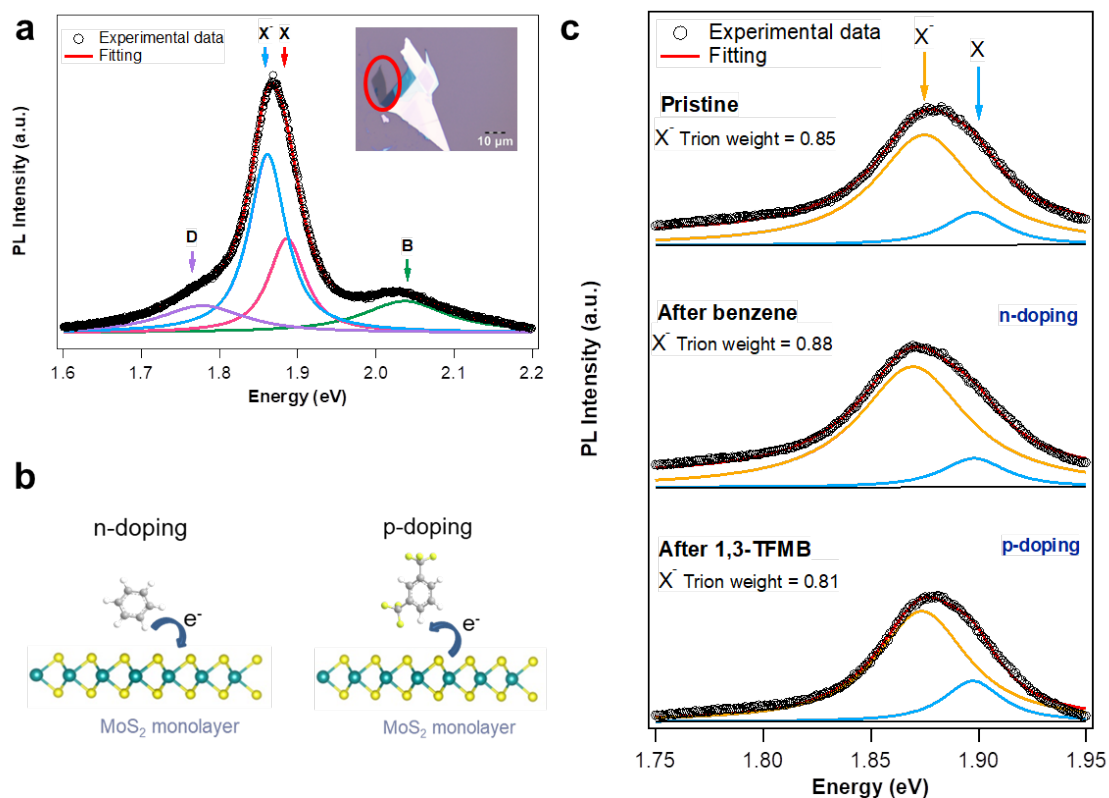 a
Experimental data
Fitting
X⁻ X
D
B
10 µm
PL Intensity (a.u.)
1.6 1.7 1.8 1.9 2.0 2.1 2.2
Energy (eV)
b
n-doping
e⁻
MoS₂ monolayer
p-doping
e⁻
MoS₂ monolayer
c
Experimental data
Fitting
X⁻
X
Pristine
X⁻ Trion weight = 0.85
After benzene
n-doping
X⁻ Trion weight = 0.88
After 1,3-TFMB
p-doping
X⁻ Trion weight = 0.81
PL Intensity (a.u.)
1.75 1.80 1.85 1.90 1.95
Energy (eV)